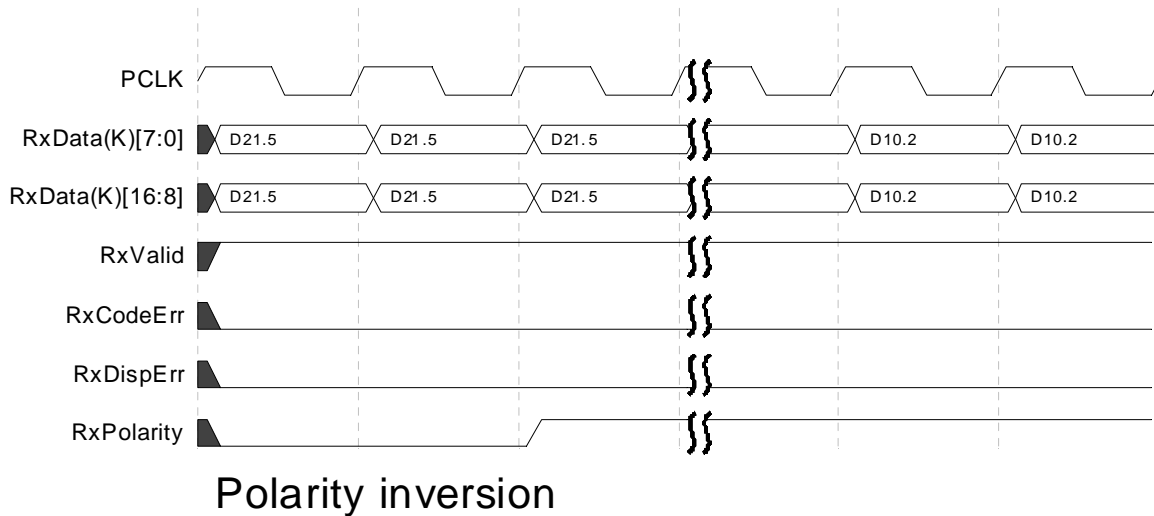 PCLK
RxData(K)[7:0] D21.5 D21.5 D21.5 D10.2 D10.2
RxData(K)[16:8] D21.5 D21.5 D21.5 D10.2 D10.2
RxValid
RxCodeErr
RxDispErr
RxPolarity
Polarity inversion